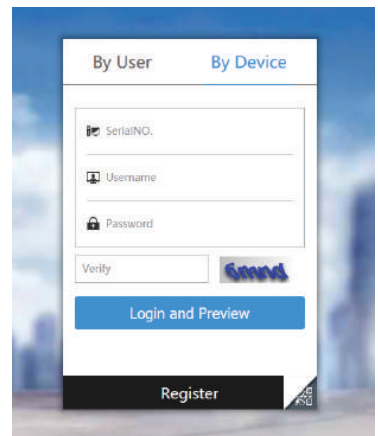 By User By Device
SerialNO.
Username
Password
Verify
Login and Preview
Register